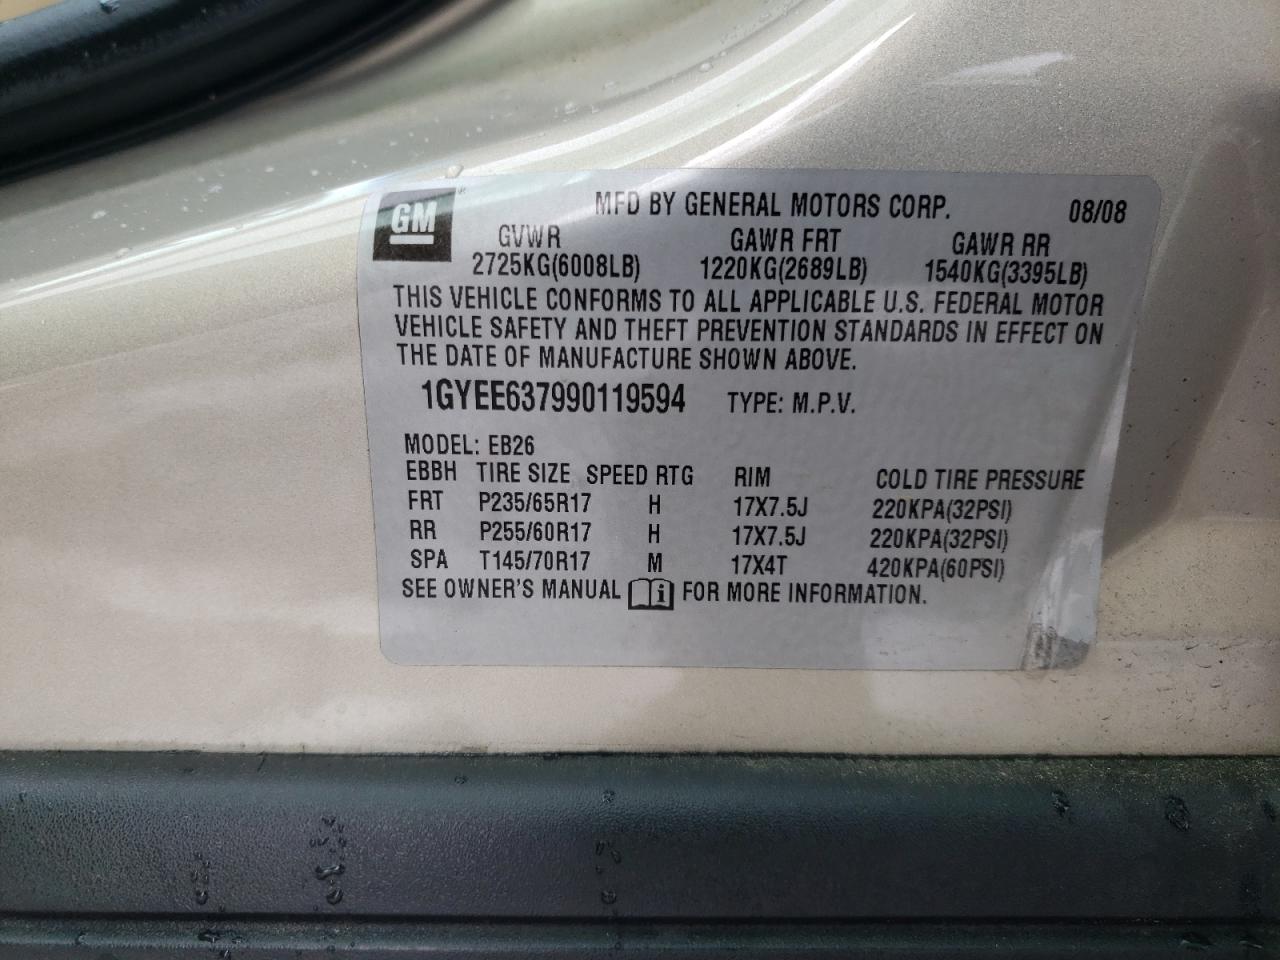 GM
MFD BY GENERAL MOTORS CORP. 08/08
GVWR GAWR FRT GAWR RR
2725KG(6008LB) 1220KG(2689LB) 1540KG(3395LB)
THIS VEHICLE CONFORMS TO ALL APPLICABLE U.S. FEDERAL MOTOR
VEHICLE SAFETY AND THEFT PREVENTION STANDARDS IN EFFECT ON
THE DATE OF MANUFACTURE SHOWN ABOVE.
1GYEE637990119594 TYPE: M.P.V.
MODEL: EB26
EBBH TIRE SIZE SPEED RTG RIM COLD TIRE PRESSURE
FRT P235/65R17 H 17X7.5J 220KPA(32PSI)
RR P255/60R17 H 17X7.5J 220KPA(32PSI)
SPA T145/70R17 M 17X4T 420KPA(60PSI)
SEE OWNER'S MANUAL i FOR MORE INFORMATION.